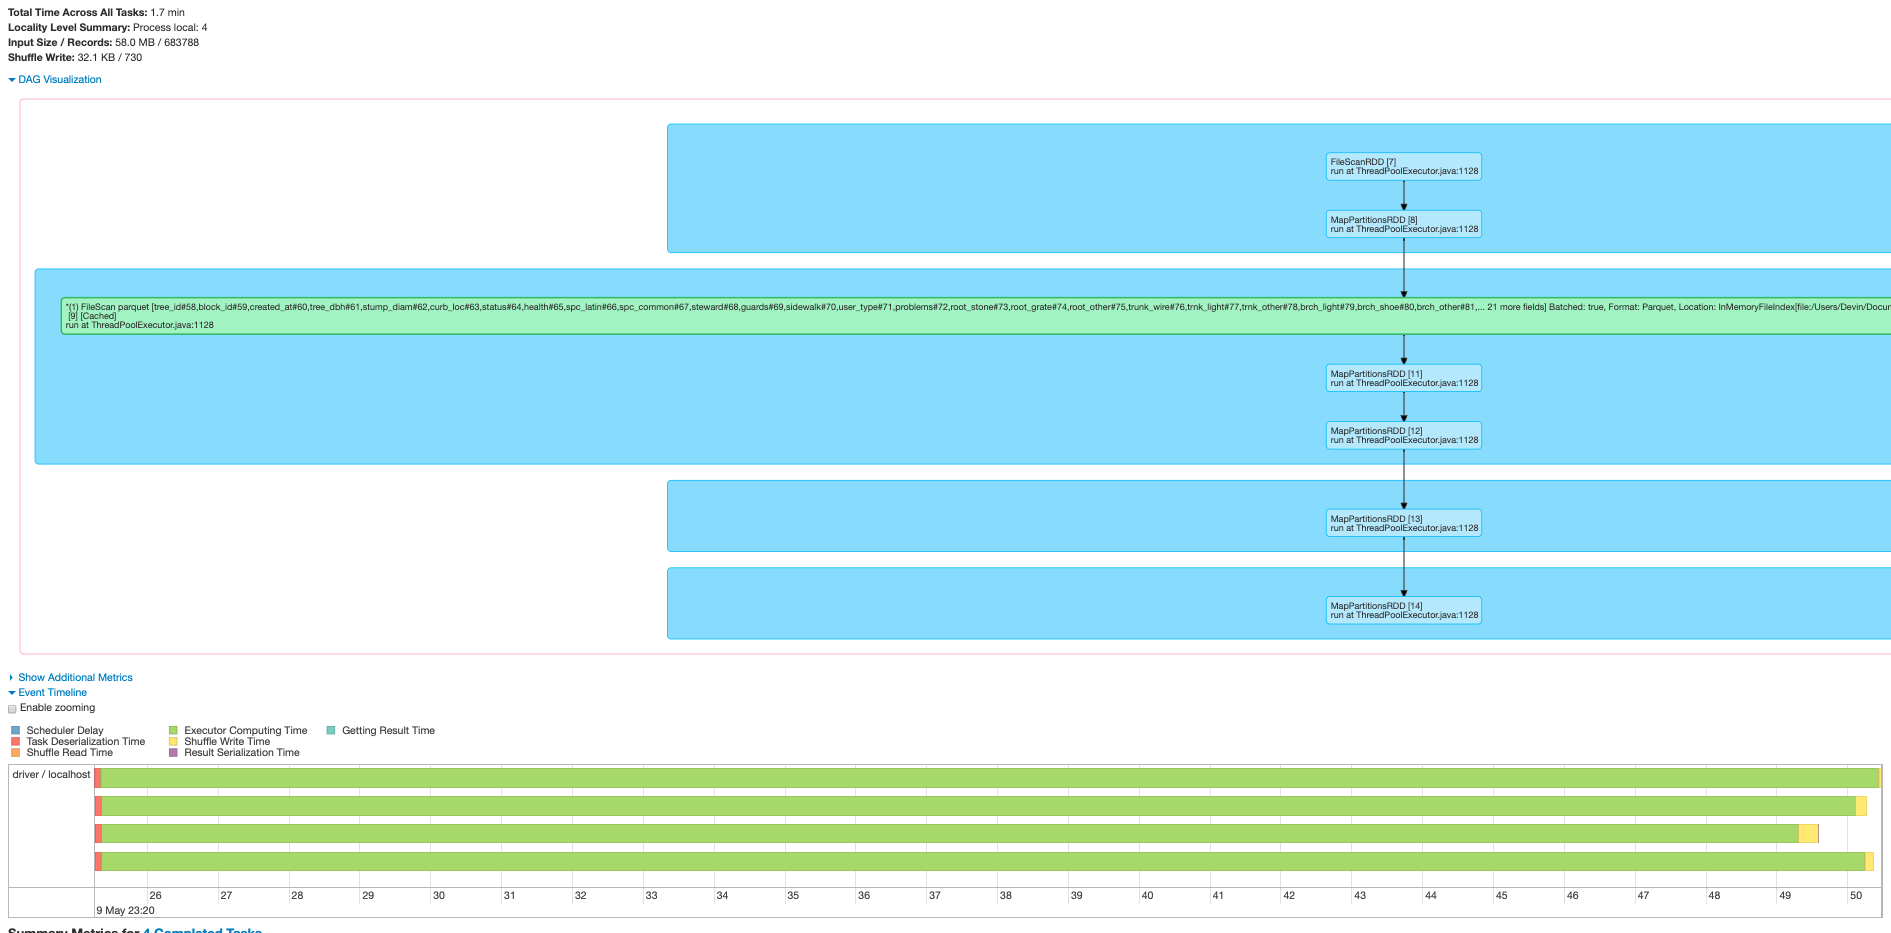 Total Time Across All Tasks: 1.7 min
Locality Level Summary: Process local: 4
Input Size / Records: 58.0 MB / 683788
Shuffle Write: 32.1 KB / 730
DAG Visualization
FileScanRDD [7]
run at ThreadPoolExecutor.java:1128
MapPartitionsRDD [8]
run at ThreadPoolExecutor.java:1128
*(1) FileScan parquet [tree_id#58,block_id#59,created_at#60,tree_dbh#61,stump_diam#62,curb_loc#63,status#64,health#65,spc_latin#66,spc_common#67,steward#68,guards#69,sidewalk#70,user_type#71,problems#72,root_stone#73,root_grate#74,root_other#75,trunk_wire#76,trnk_light#77,trnk_other#78,brch_light#79,brch_shoe#80,brch_other#81,... 21 more fields] Batched: true, Format: Parquet, Location: InMemoryFileIndex[file:/Users/Devin/Docu
[9] [Cached]
run at ThreadPoolExecutor.java:1128
MapPartitionsRDD [11]
run at ThreadPoolExecutor.java:1128
MapPartitionsRDD [12]
run at ThreadPoolExecutor.java:1128
MapPartitionsRDD [13]
run at ThreadPoolExecutor.java:1128
MapPartitionsRDD [14]
run at ThreadPoolExecutor.java:1128
Show Additional Metrics
Event Timeline
Enable zooming
Scheduler Delay Executor Computing Time Getting Result Time
Task Deserialization Time Shuffle Write Time
Shuffle Read Time Result Serialization Time
driver / localhost
26 27 28 29 30 31 32 33 34 35 36 37 38 39 40 41 42 43 44 45 46 47 48 49 50
9 May 23:20
Summary Metrics for 4 Completed Tasks